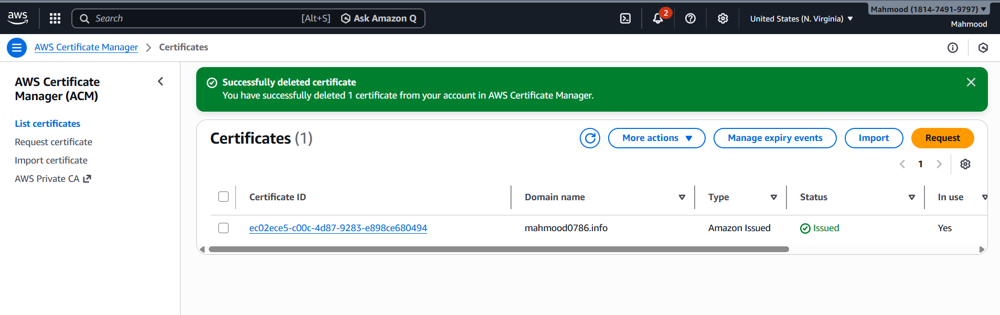 aws
Search
[Alt+S]
Ask Amazon Q
2
United States (N. Virginia)
Mahmood (1814-7491-9797)
Mahmood
AWS Certificate Manager
Certificates
AWS Certificate
Manager (ACM)
List certificates
Request certificate
Import certificate
AWS Private CA
Successfully deleted certificate
You have successfully deleted 1 certificate from your account in AWS Certificate Manager.
Certificates (1)
More actions
Manage expiry events
Import
Request
1
Certificate ID
Domain name
Type
Status
In use
ec02ece5-c00c-4d87-9283-e898ce680494
mahmood0786.info
Amazon Issued
Issued
Yes